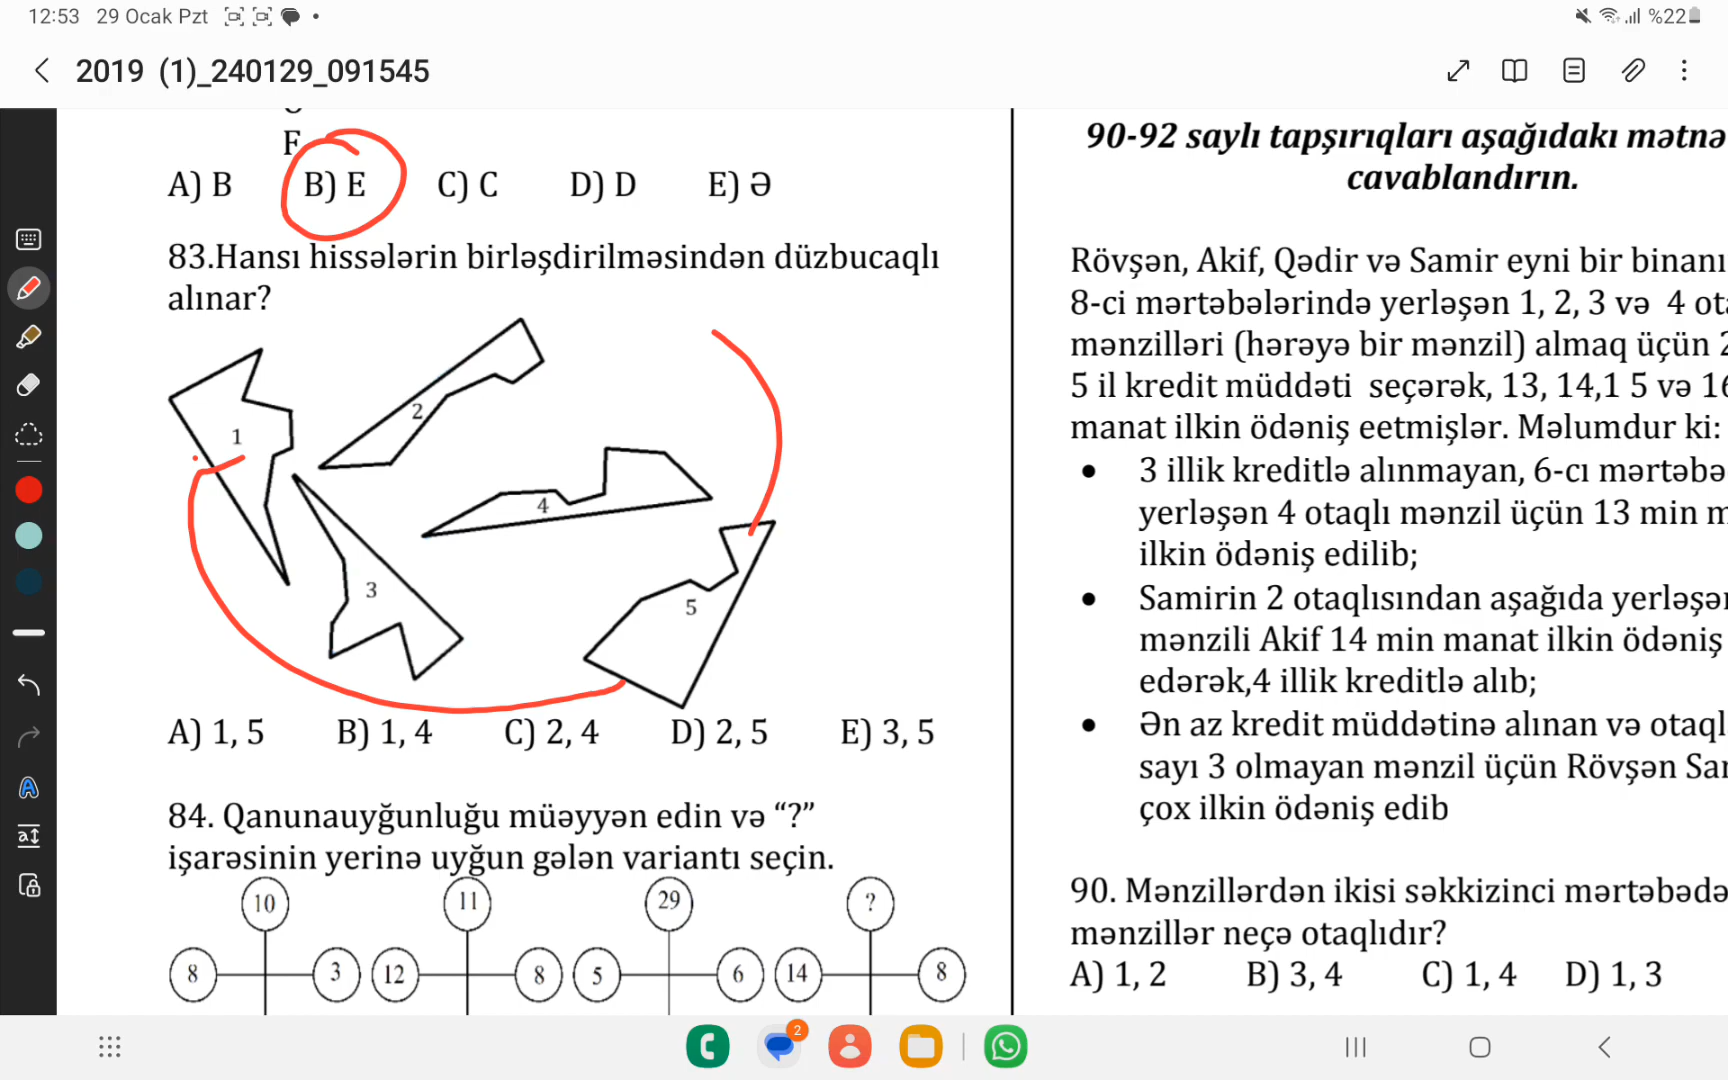 12:53 29 Ocak Pzt
%22
2019 (1)_240129_091545
F
A) B B) E C) C D) D E) Ə
83.Hansı hissələrin birləşdirilməsindən düzbucaqlı
alınar?
1
2
3
4
5
A) 1, 5 B) 1, 4 C) 2, 4 D) 2, 5 E) 3, 5
84. Qanunauyğunluğu müəyyən edin və “?”
işarəsinin yerinə uyğun gələn variantı seçin.
10 11 29 ?
8 3 12 8 5 6 14 8
90-92 saylı tapşırıqları aşağıdakı mətnə
cavablandırın.
Rövşən, Akif, Qədir və Samir eyni bir binanı
8-ci mərtəbələrində yerləşən 1, 2, 3 və 4 ota
mənzilləri (hərəyə bir mənzil) almaq üçün 2
5 il kredit müddəti seçərək, 13, 14,1 5 və 16
manat ilkin ödəniş eetmişlər. Məlumdur ki:
• 3 illik kreditlə alınmayan, 6-cı mərtəbə
yerləşən 4 otaqlı mənzil üçün 13 min m
ilkin ödəniş edilib;
• Samirin 2 otaqlısından aşağıda yerləşən
mənzili Akif 14 min manat ilkin ödəniş
edərək,4 illik kreditlə alıb;
• Ən az kredit müddətinə alınan və otaql
sayı 3 olmayan mənzil üçün Rövşən Sar
çox ilkin ödəniş edib
90. Mənzillərdən ikisi səkkizinci mərtəbədə
mənzillər neçə otaqlıdır?
A) 1, 2 B) 3, 4 C) 1, 4 D) 1, 3
2